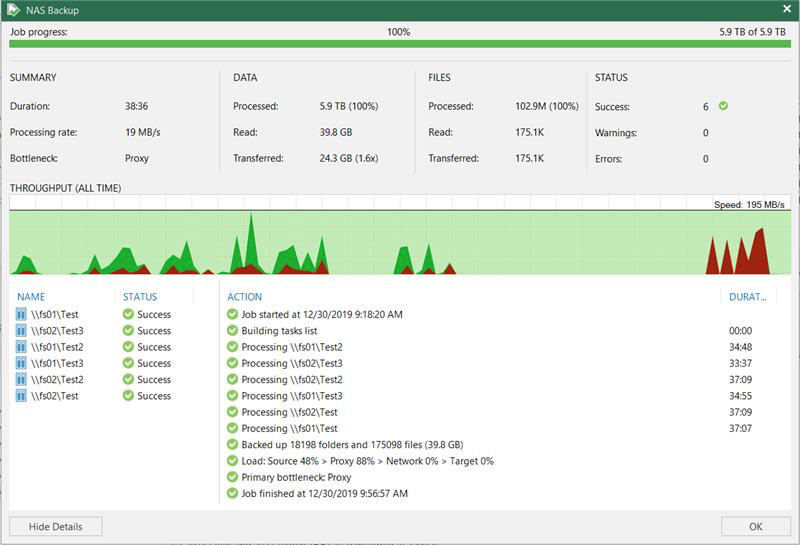 NAS Backup
Job progress: 100% 5.9 TB of 5.9 TB
SUMMARY DATA FILES STATUS
Duration: 38:36 Processed: 5.9 TB (100%) Processed: 102.9M (100%) Success: 6
Processing rate: 19 MB/s Read: 39.8 GB Read: 175.1K Warnings: 0
Bottleneck: Proxy Transferred: 24.3 GB (1.6x) Transferred: 175.1K Errors: 0
THROUGHPUT (ALL TIME)
Speed: 195 MB/s
NAME STATUS ACTION DURAT...
\\fs01\Test Success Job started at 12/30/2019 9:18:20 AM
\\fs02\Test3 Success Building tasks list 00:00
\\fs01\Test2 Success Processing \\fs01\Test2 34:48
\\fs01\Test3 Success Processing \\fs02\Test3 33:37
\\fs02\Test2 Success Processing \\fs02\Test2 37:09
\\fs02\Test Success Processing \\fs01\Test3 34:55
Processing \\fs02\Test 37:09
Processing \\fs01\Test 37:07
Backed up 18198 folders and 175098 files (39.8 GB)
Load: Source 48% > Proxy 88% > Network 0% > Target 0%
Primary bottleneck: Proxy
Job finished at 12/30/2019 9:56:57 AM
Hide Details OK